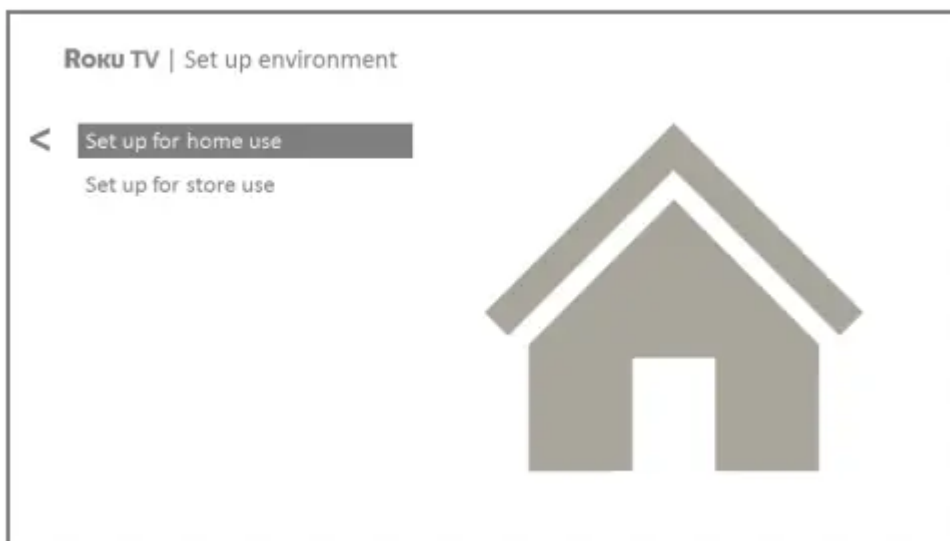 Roku TV | Set up environment
<
Set up for home use
Set up for store use